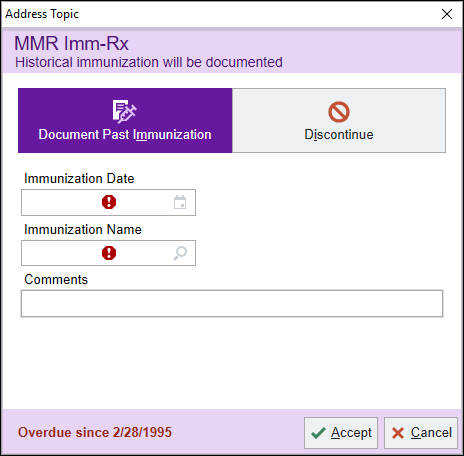 Address Topic
MMR Imm-Rx
Historical immunization will be documented
Document Past Immunization
Discontinue
Immunization Date
Immunization Name
Comments
Overdue since 2/28/1995
Accept
Cancel